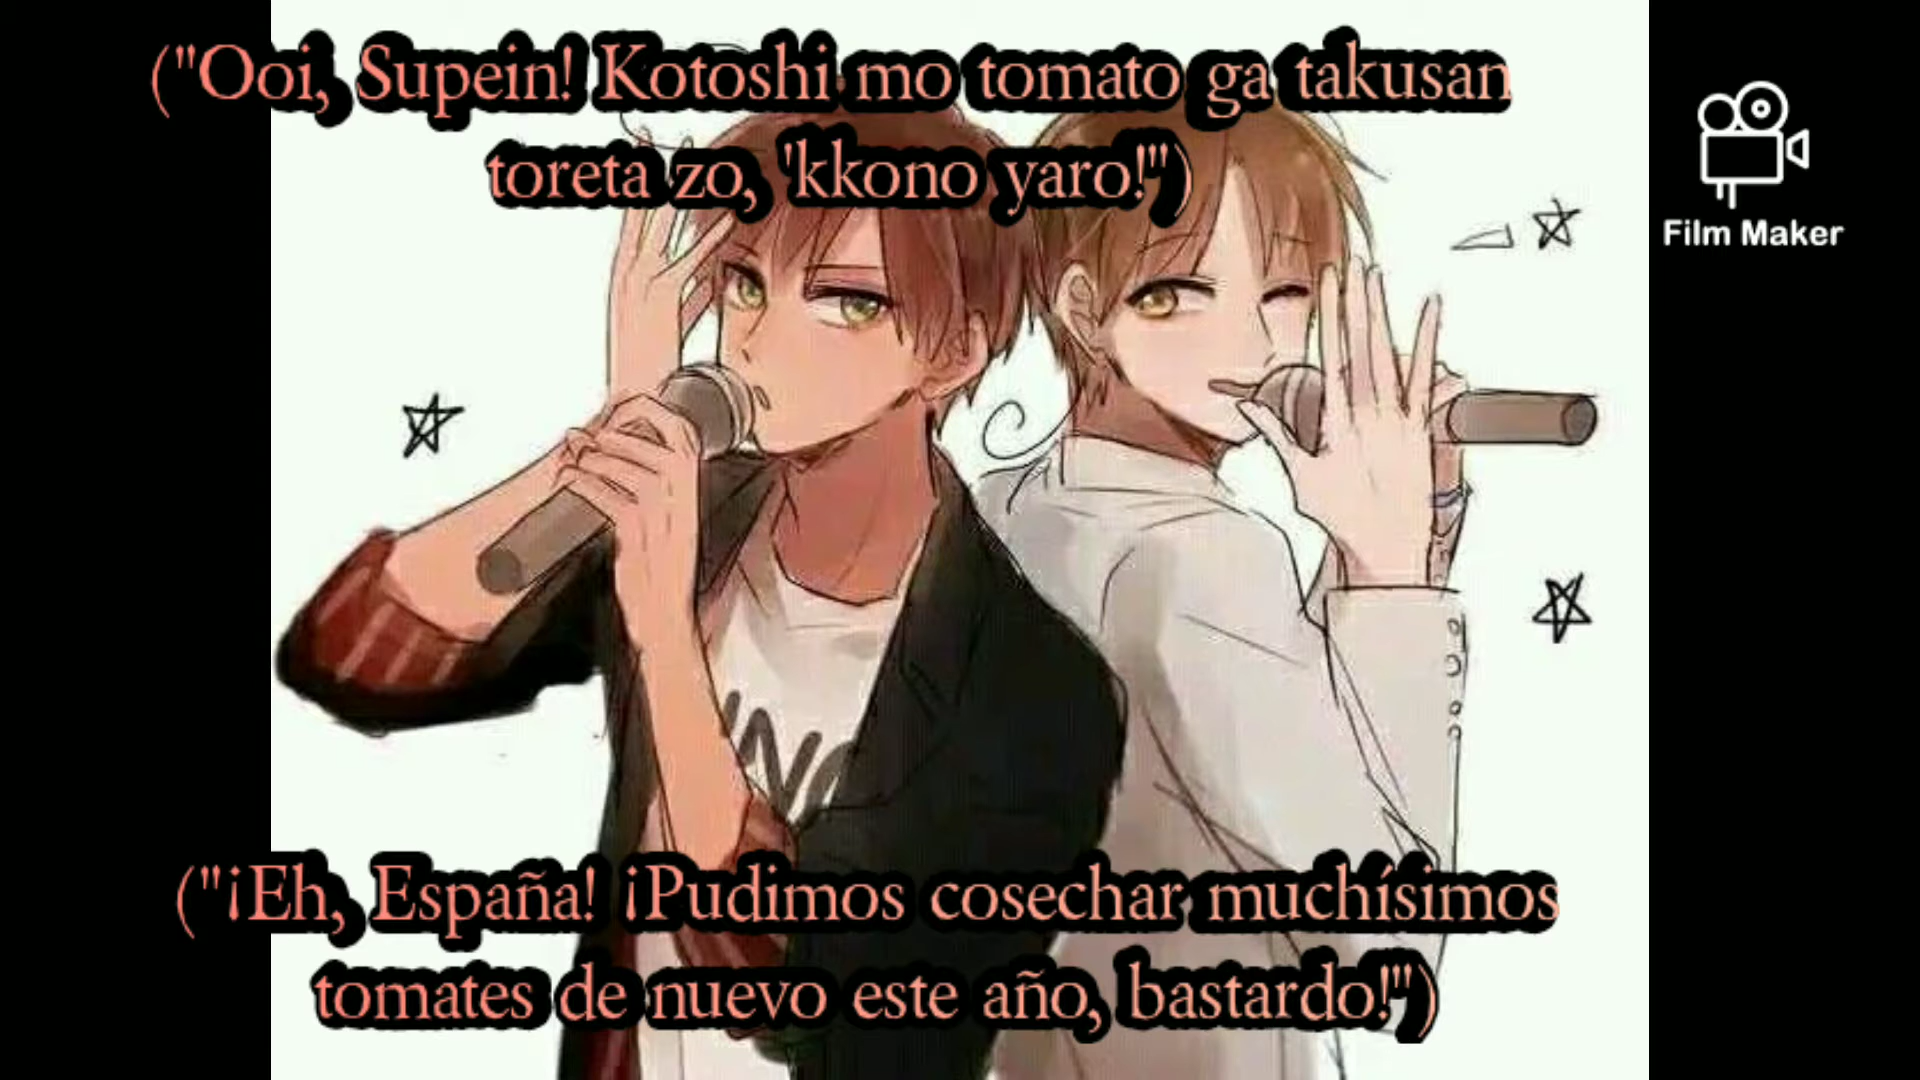 ("Ooi, Supein! Kotoshi mo tomato ga takusan
toreta zo, 'kkono yaro!")
Film Maker
("¡Eh, España! ¡Pudimos cosechar muchísimos
tomates de nuevo este año, bastardo!")